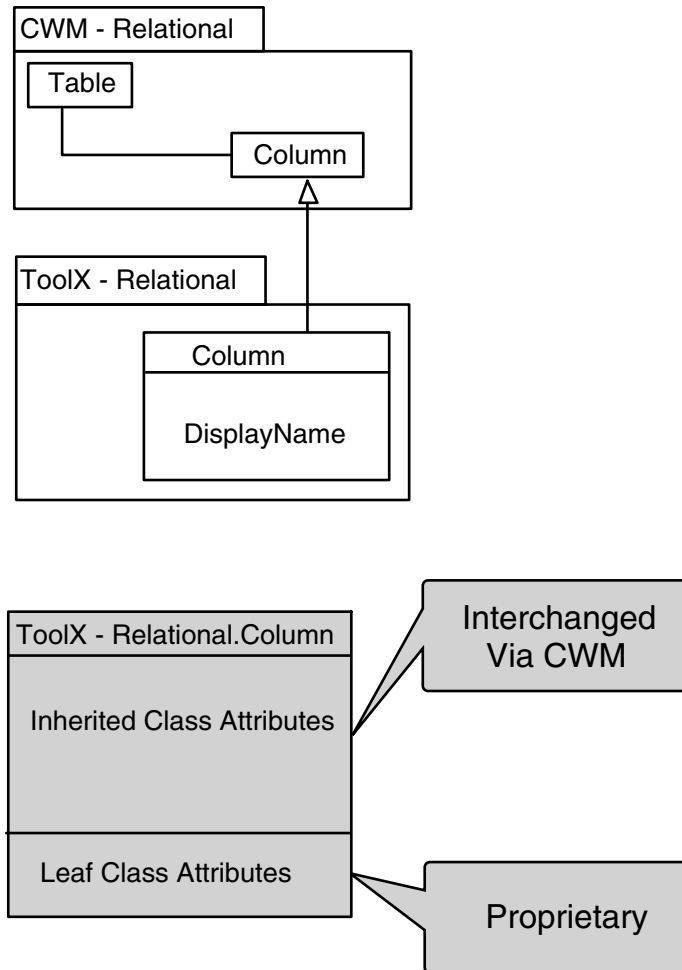 CWM - Relational
Table
Column
ToolX - Relational
Column
DisplayName
ToolX - Relational.Column
Inherited Class Attributes
Leaf Class Attributes
Interchanged
Via CWM
Proprietary